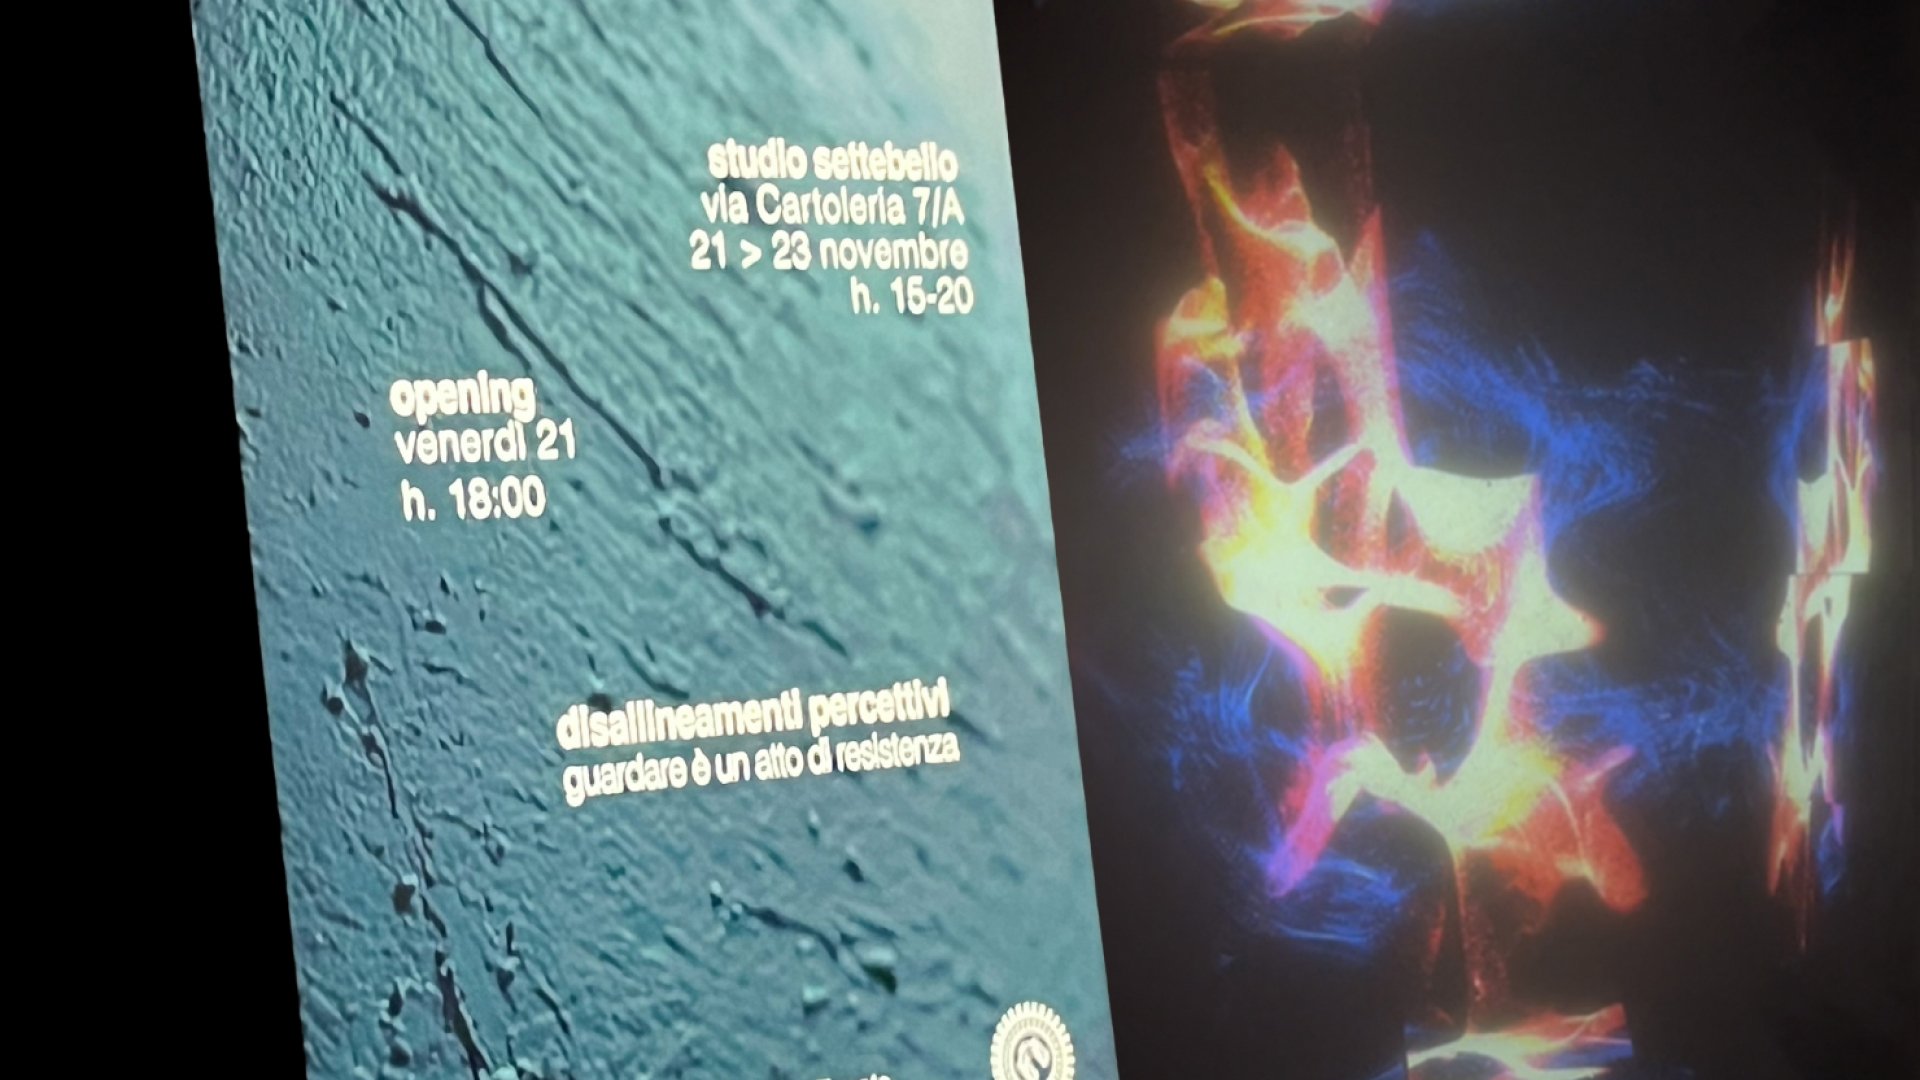 studio settebello
via Cartoleria 7/A
21 > 23 novembre
h. 15-20
opening
venerdì 21
h. 18:00
disallineamenti percettivi
guardare è un atto di resistenza